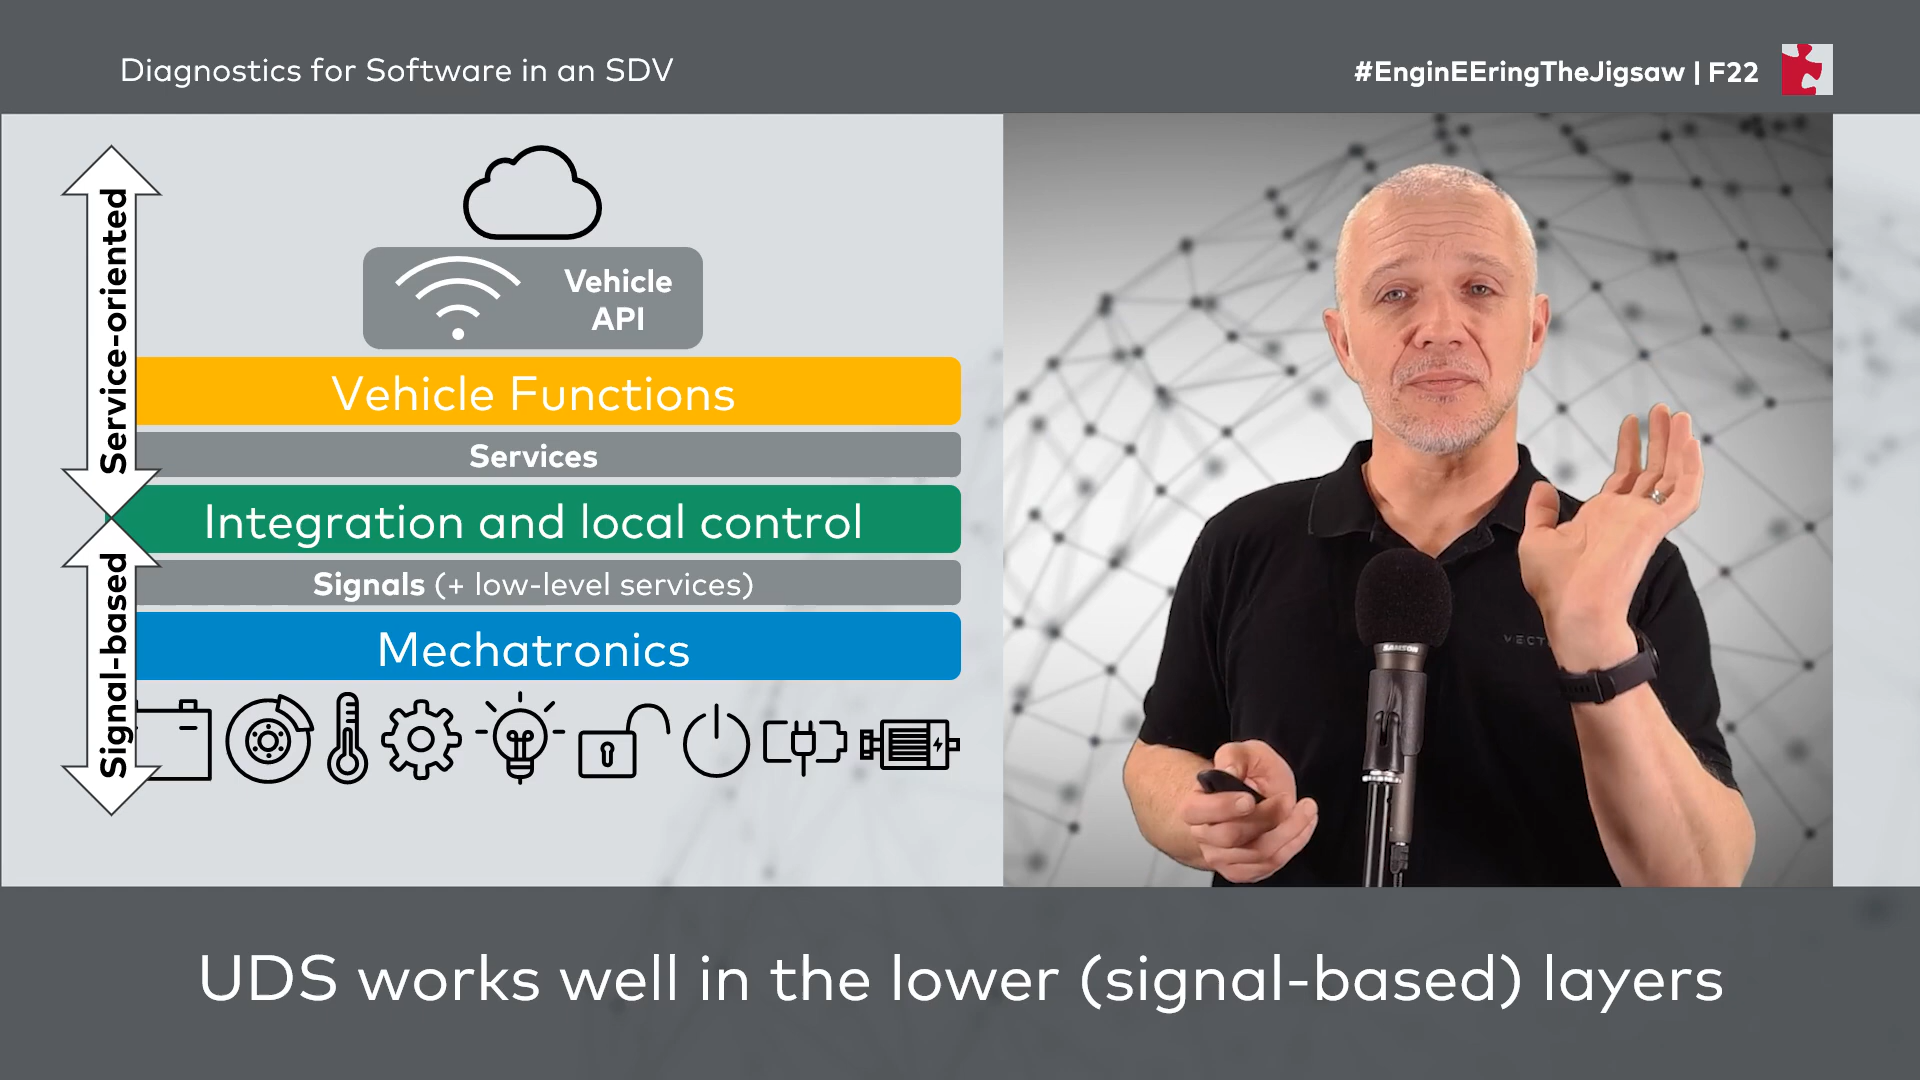 Diagnostics for Software in an SDV
#EnginEEringTheJigsaw | F22
Service-oriented
Vehicle
API
Vehicle Functions
Services
Integration and local control
Signals (+ low-level services)
Signal-based
Mechatronics
SAMSON
UDS works well in the lower (signal-based) layers